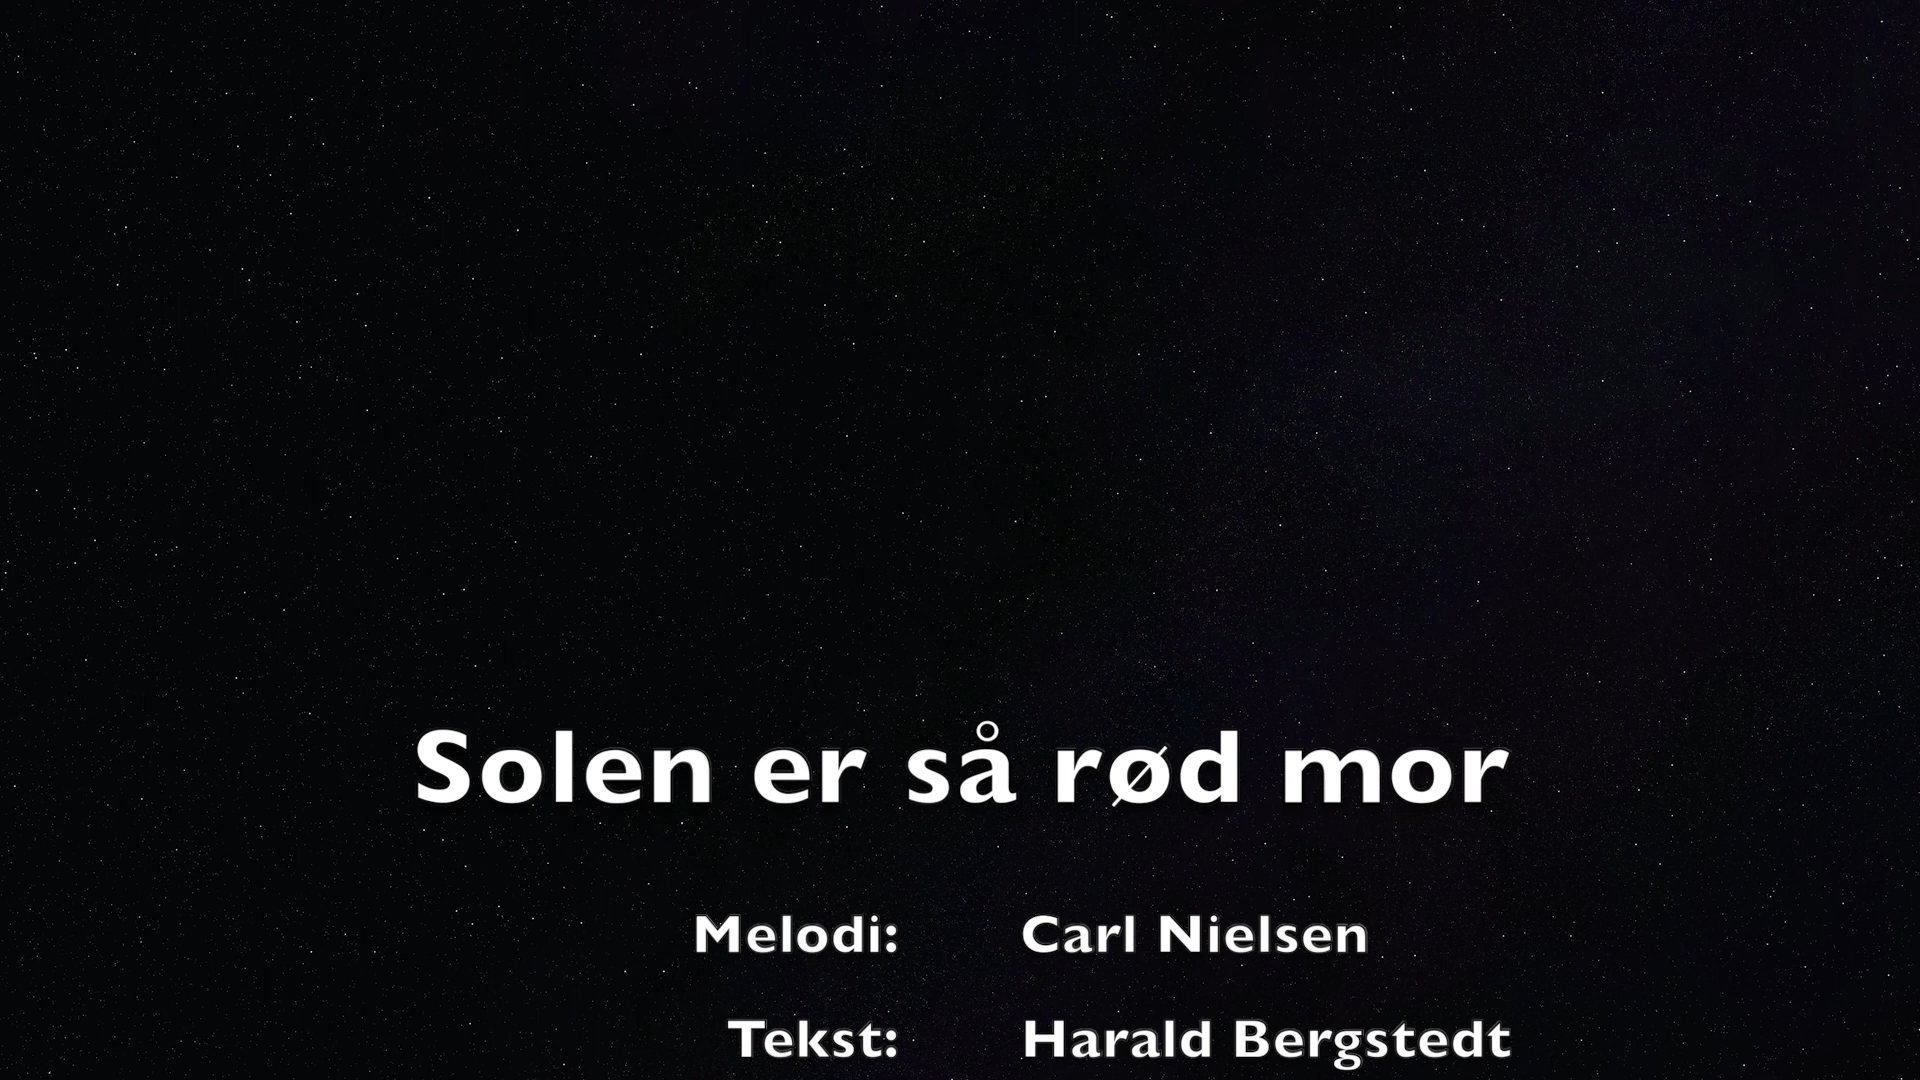 Solen er så rød mor
Melodi: Carl Nielsen
Tekst: Harald Bergstedt